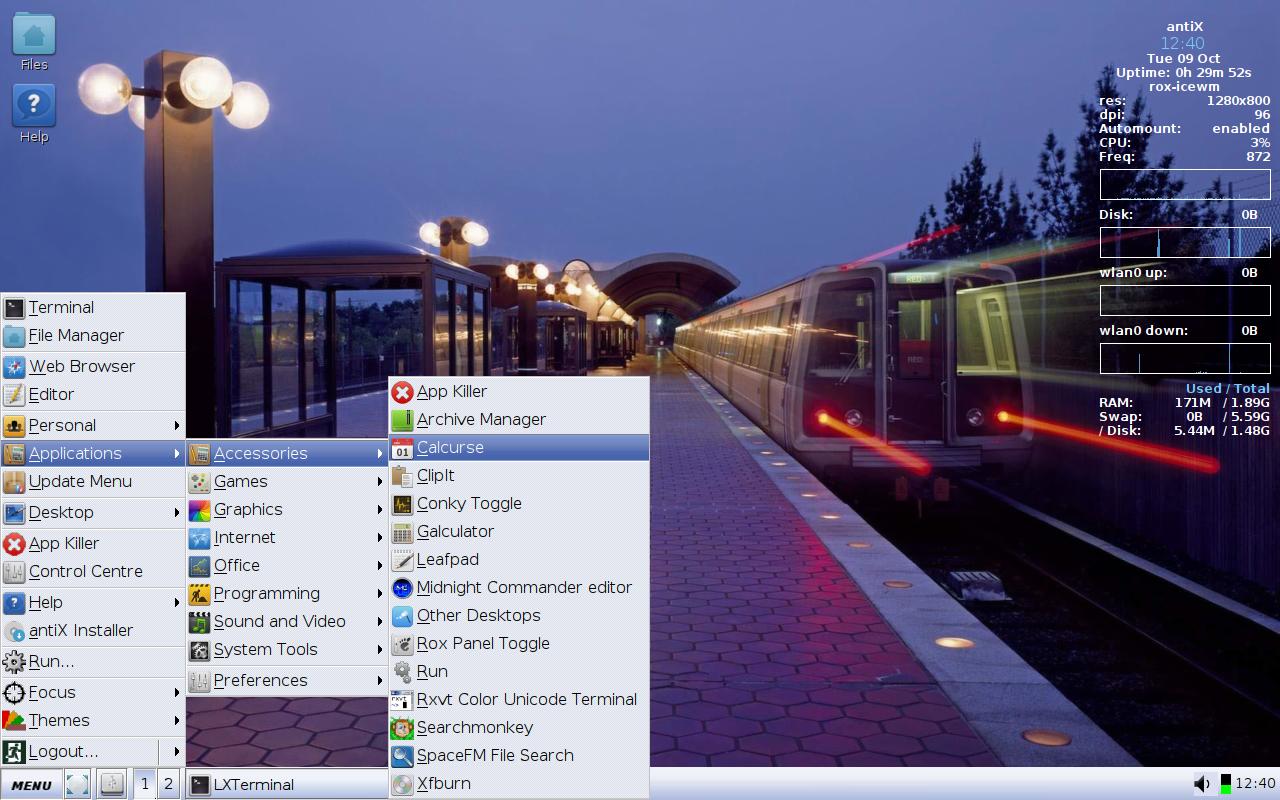 Files
Help
antiX
12:40
Tue 09 Oct
Uptime: 0h 29m 52s
rox-icewm
res: 1280x800
dpi: 96
Automount: enabled
CPU: 3%
Freq: 872
Disk: 0B
wlan0 up: 0B
wlan0 down: 0B
Used / Total
RAM: 171M / 1.89G
Swap: 0B / 5.59G
/ Disk: 5.44M / 1.48G
RED
RED
Terminal
File Manager
Web Browser
Editor
Personal
Applications
Update Menu
Desktop
App Killer
Control Centre
Help
antiX Installer
Run...
Focus
Themes
Logout...
Accessories
Games
Graphics
Internet
Office
Programming
Sound and Video
System Tools
Preferences
App Killer
Archive Manager
01
Calcurse
ClipIt
Conky Toggle
Galculator
Leafpad
Midnight Commander editor
Other Desktops
Rox Panel Toggle
Run
rxvt
Rxvt Color Unicode Terminal
Searchmonkey
SpaceFM File Search
Xfburn
MENU
1
2
LXTerminal
12:40